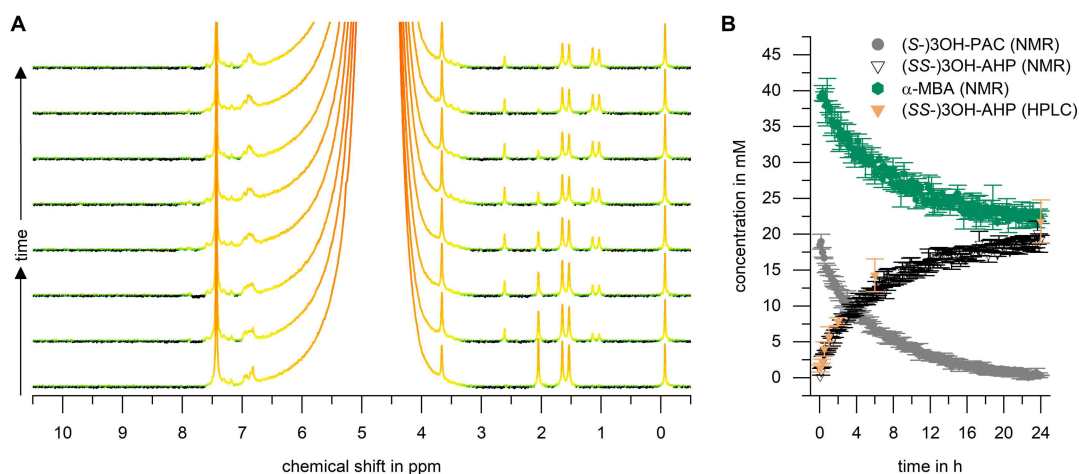 A
time
10 9 8 7 6 5 4 3 2 1 0
chemical shift in ppm
B
(S-)3OH-PAC (NMR)
(SS-)3OH-AHP (NMR)
α-MBA (NMR)
(SS-)3OH-AHP (HPLC)
concentration in mM
45
40
35
30
25
20
15
10
5
0
0 4 8 12 16 20 24
time in h